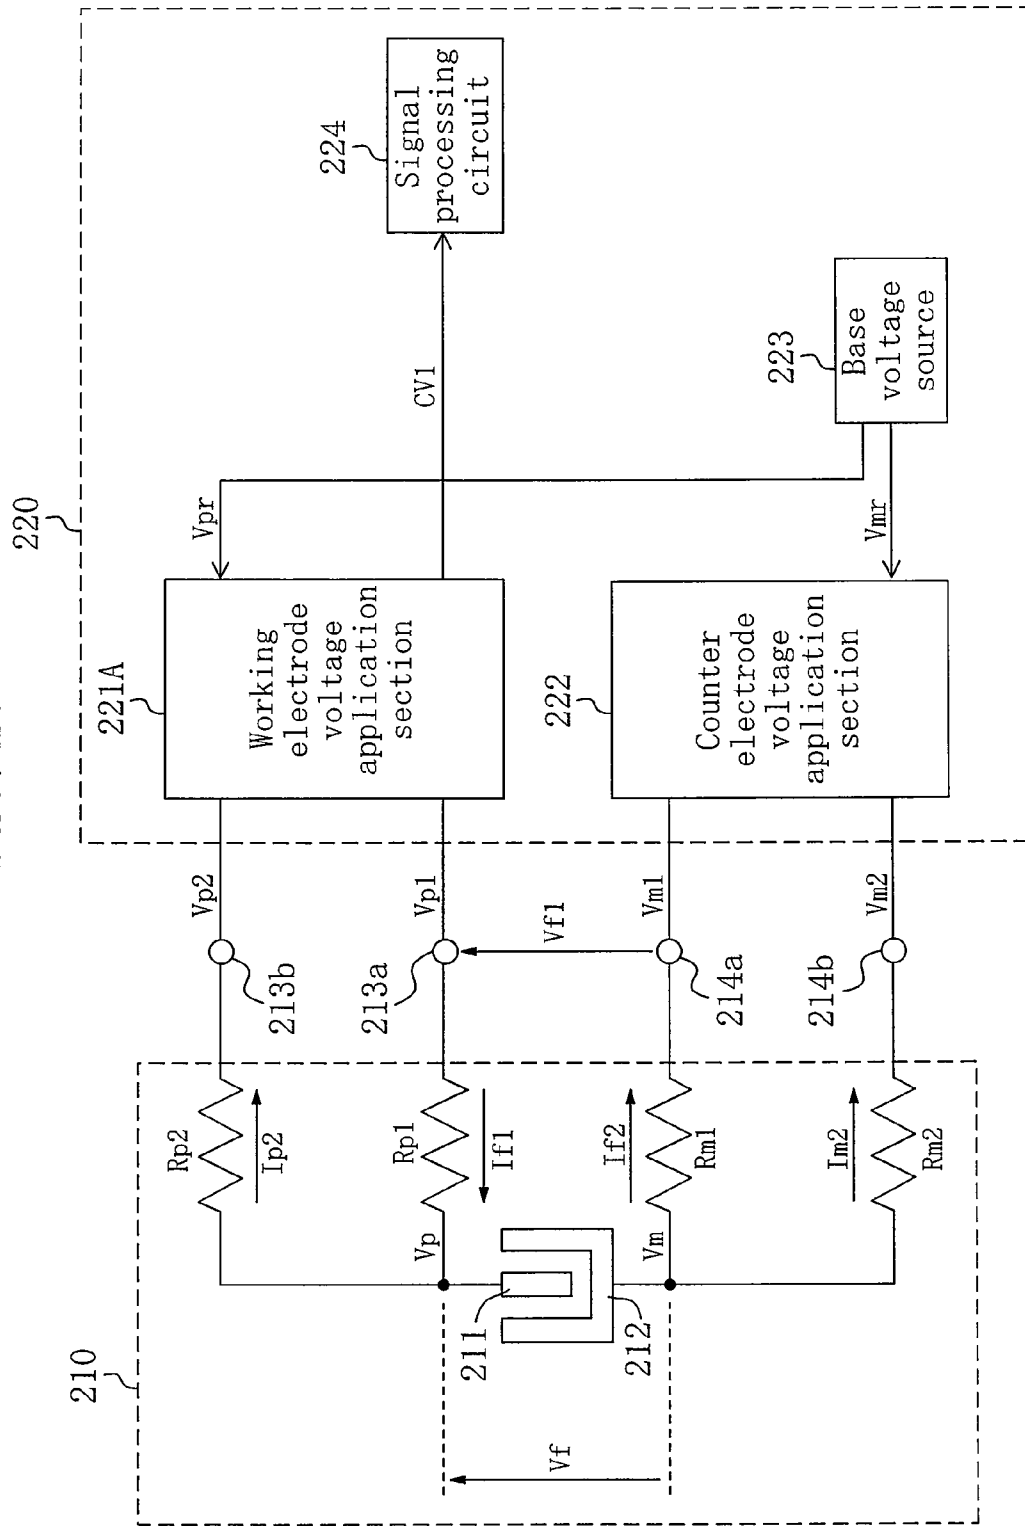 220
224
Signal
processing
circuit
223
Base
voltage
source
CV1
Vpr
Vmr
221A
Working
electrode
voltage
application
section
222
Counter
electrode
voltage
application
section
Vp2
Vp1
Vm1
Vm2
Vf1
213b
213a
214a
214b
210
Rp2
Ip2
Rp1
If1
If2
Rm1
Im2
Rm2
Vp
Vm
211
212
Vf